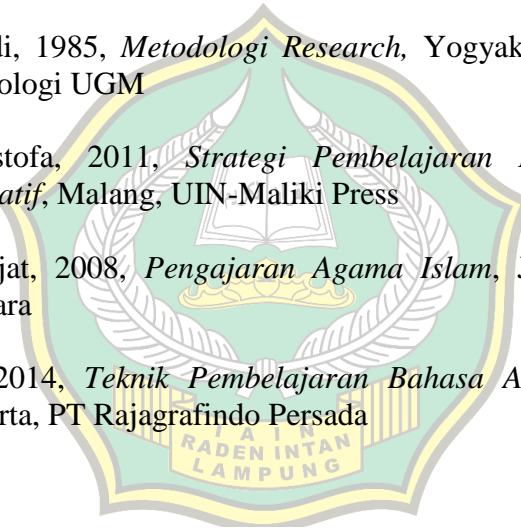 di, 1985, Metodologi Research, Yogyak
ologi UGM
stofa, 2011, Strategi Pembelajaran
atif, Malang, UIN-Maliki Press
jat, 2008, Pengajaran Agama Islam, J
ara
2014, Teknik Pembelajaran Bahasa A
rta, PT Rajagrafindo Persada
IAIN
RADEN INTAN
LAMPUNG